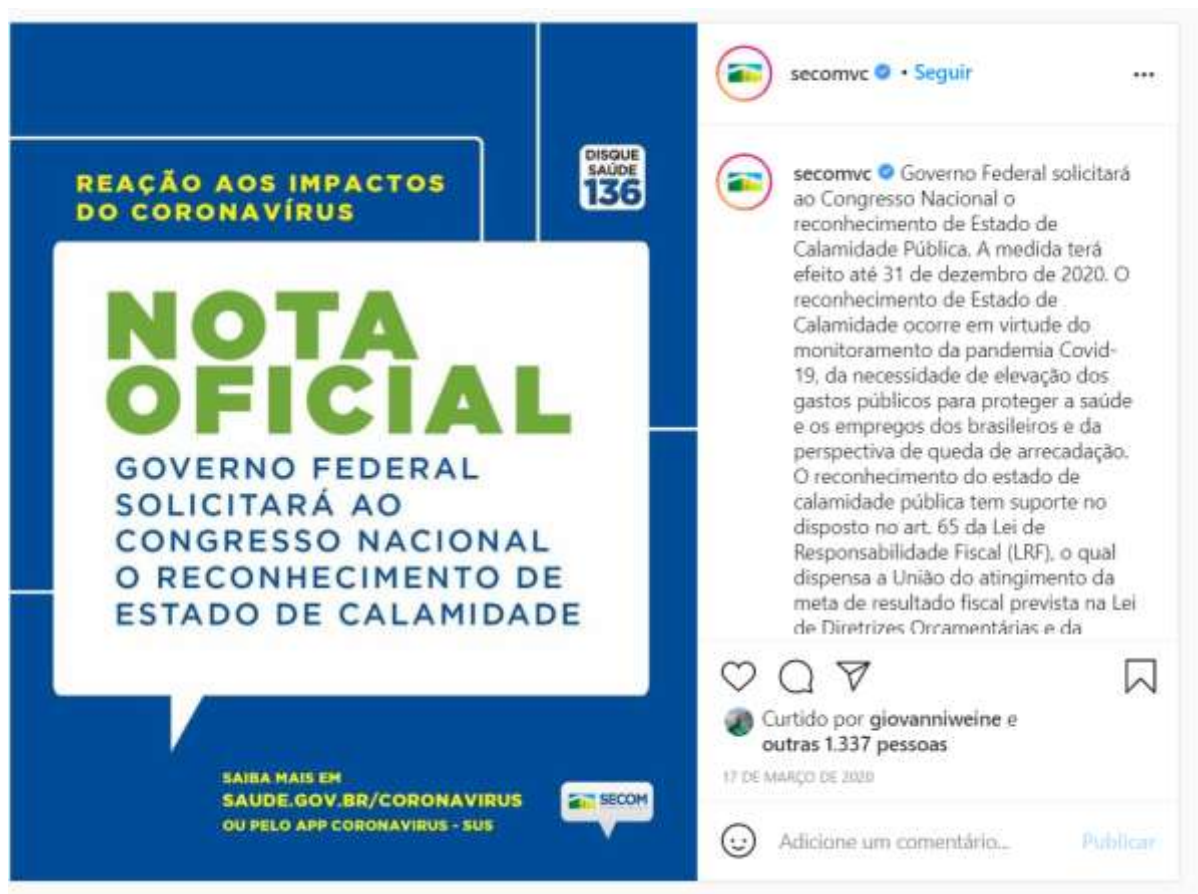 REAÇÃO AOS IMPACTOS
DO CORONAVÍRUS
DISQUE
SAÚDE
136
NOTA
OFICIAL
GOVERNO FEDERAL
SOLICITARÁ AO
CONGRESSO NACIONAL
O RECONHECIMENTO DE
ESTADO DE CALAMIDADE
SAIBA MAIS EM
SAUDE.GOV.BR/CORONAVIRUS
OU PELO APP CORONAVIRUS - SUS
SECOM
secomvc • Seguir
secomvc Governo Federal solicitará
ao Congresso Nacional o
reconhecimento de Estado de
Calamidade Pública. A medida terá
efeito até 31 de dezembro de 2020. O
reconhecimento de Estado de
Calamidade ocorre em virtude do
monitoramento da pandemia Covid-
19, da necessidade de elevação dos
gastos públicos para proteger a saúde
e os empregos dos brasileiros e da
perspectiva de queda de arrecadação.
O reconhecimento do estado de
calamidade pública tem suporte no
disposto no art. 65 da Lei de
Responsabilidade Fiscal (LRF), o qual
dispensa a União do atingimento da
meta de resultado fiscal prevista na Lei
de Diretrizes Orçamentárias e da
Curtido por giovanniweine e
outras 1.337 pessoas
17 DE MARÇO DE 2020
Adicione um comentário...
Publicar